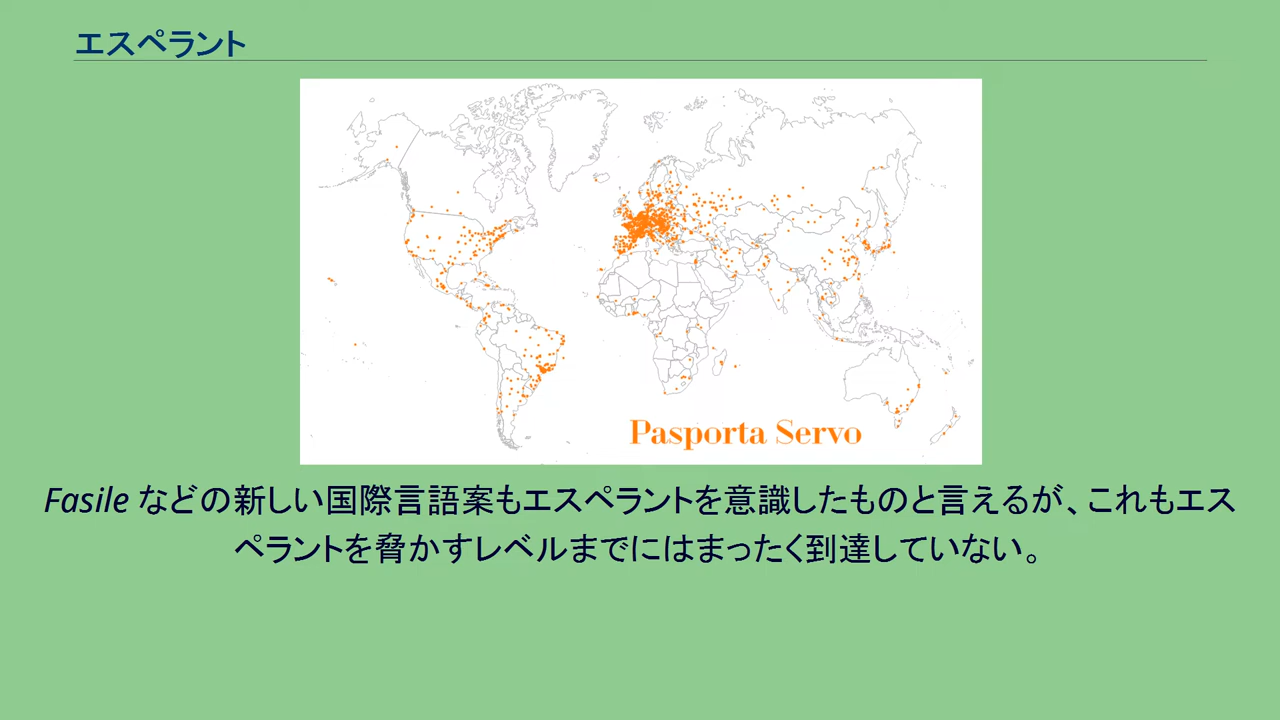 エスペラント
Pasporta Servo
Fasile などの新しい国際言語案もエスペラントを意識したものと言えるが、これもエス
ペラントを脅かすレベルまでにはまったく到達していない。